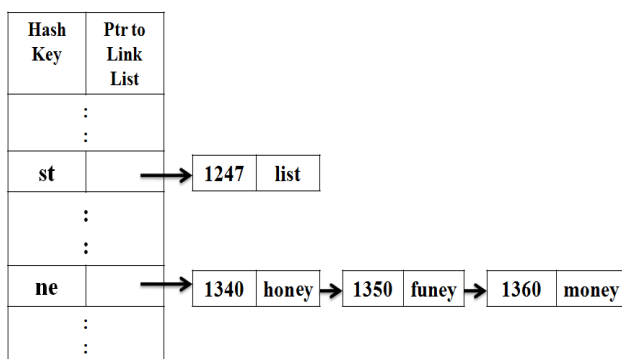 Hash Key
Ptr to Link List
:
:
st
1247 list
:
:
ne
1340 honey 1350 funey 1360 money
:
: